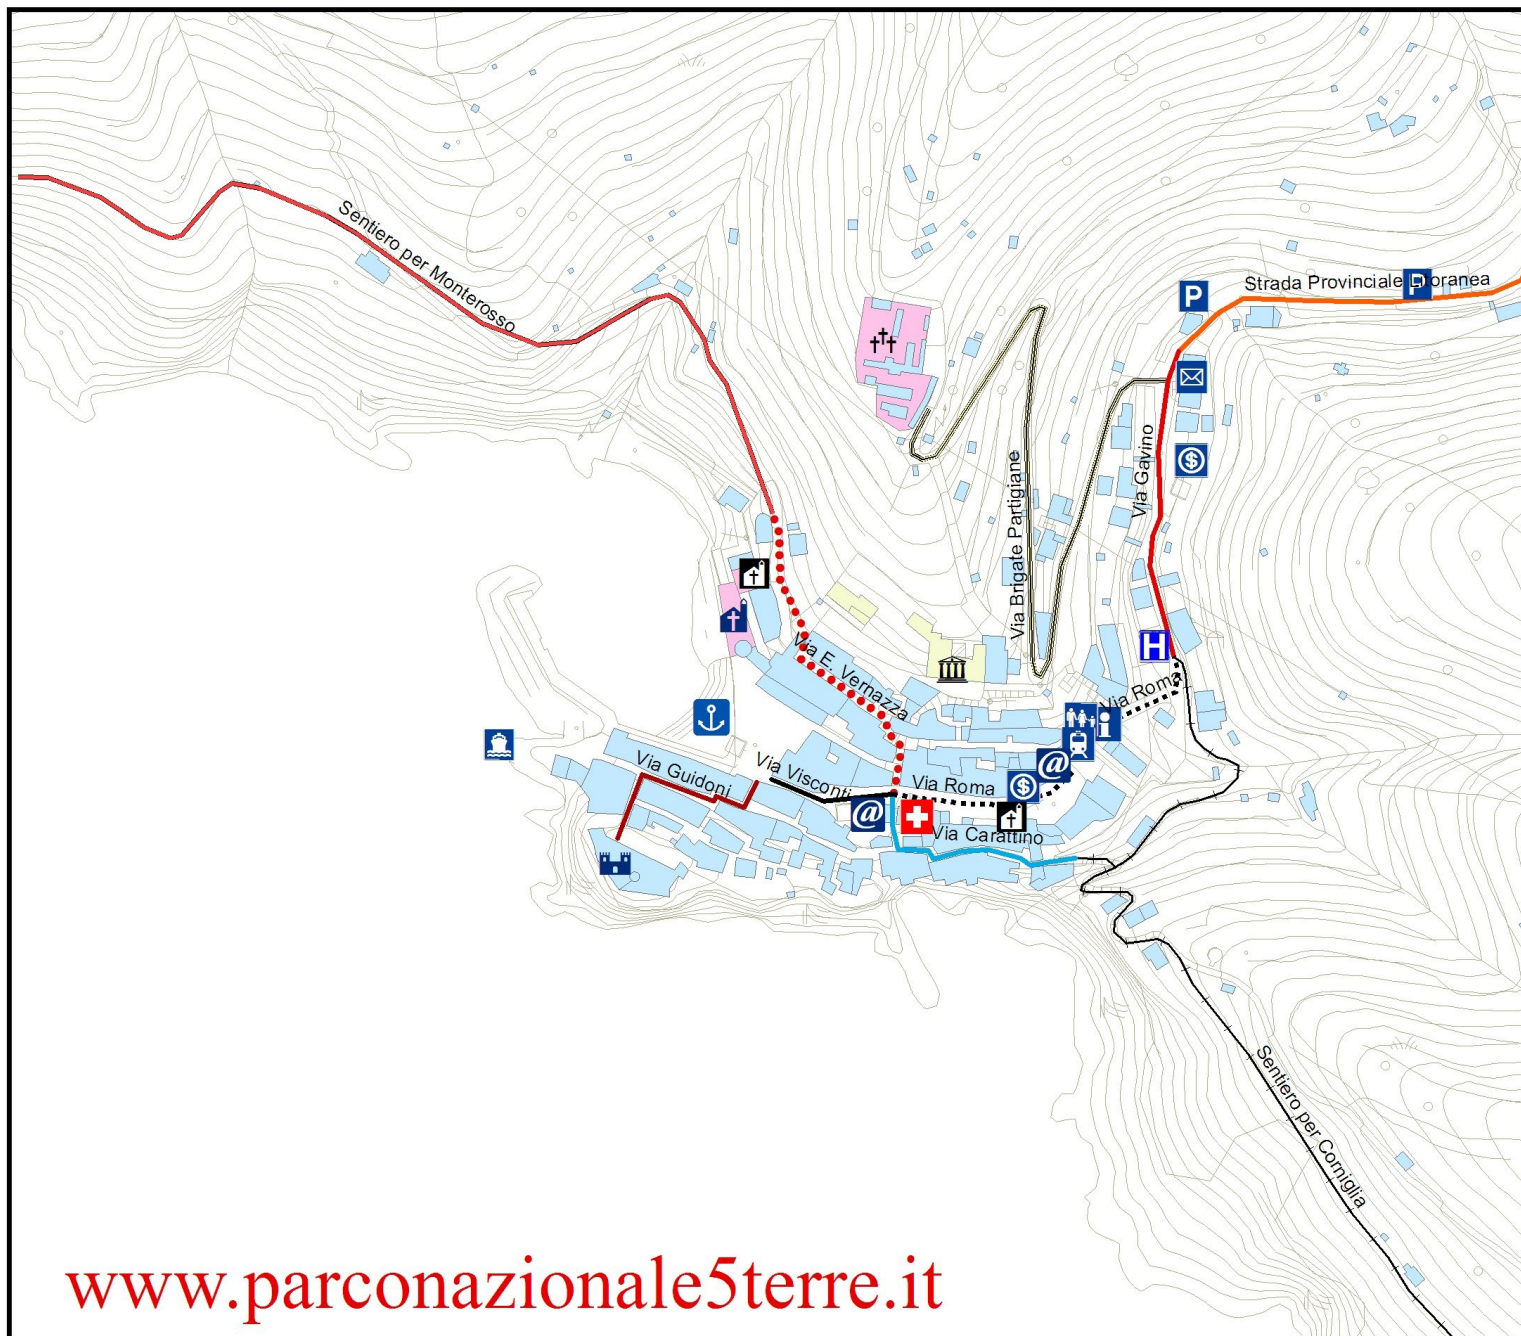 Sentiero per Monterosso
P
P
Strada Provinciale Litoranea
Via Gavino
$
Via Brigate Partigiane
H
Via E. Vernazza
Via Roma
i
@
$
Via Guidoni
Via Visconti
Via Roma
@
Via Carattino
Sentiero per Corniglia
www.parconazionale5terre.it